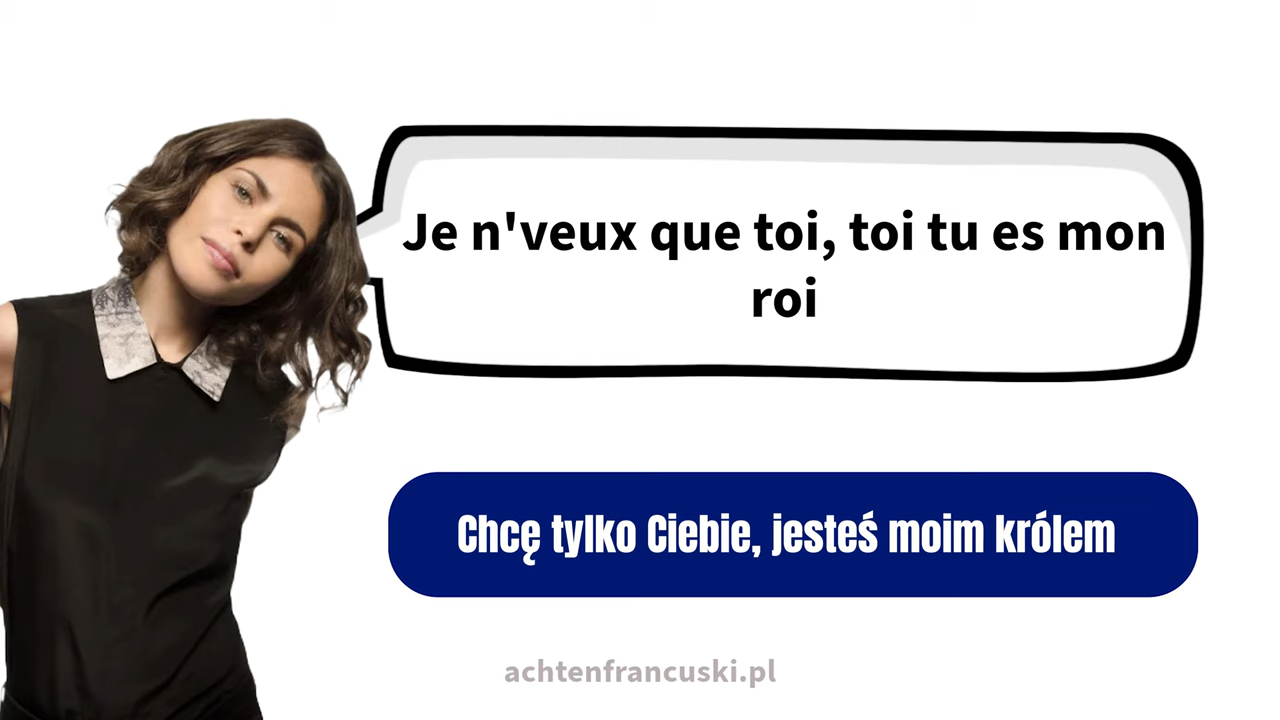 Je n'veux que toi, toi tu es mon
roi
Chcę tylko Ciebie, jesteś moim królem
achtenfrancuski.pl